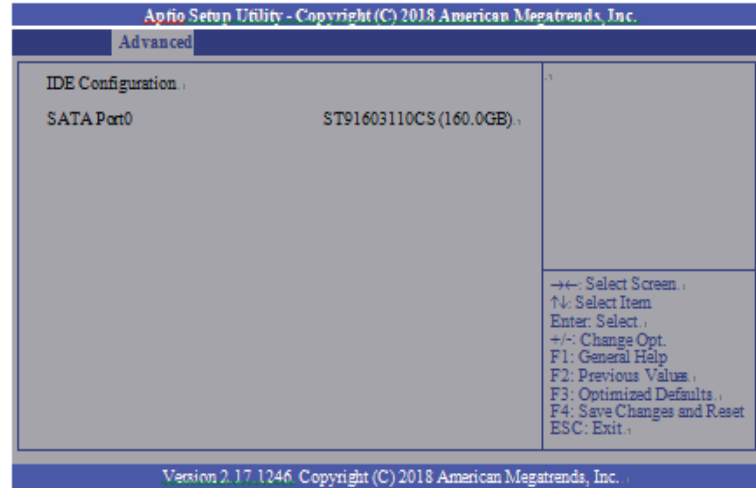 Aptio Setup Utility - Copyright (C) 2018 American Megatrends, Inc.
Advanced
IDE Configuration
SATA Port0 ST91603110CS (160.0GB)
→←: Select Screen
↑↓: Select Item
Enter: Select
+/-: Change Opt.
F1: General Help
F2: Previous Values
F3: Optimized Defaults
F4: Save Changes and Reset
ESC: Exit
Version 2.17.1246. Copyright (C) 2018 American Megatrends, Inc.